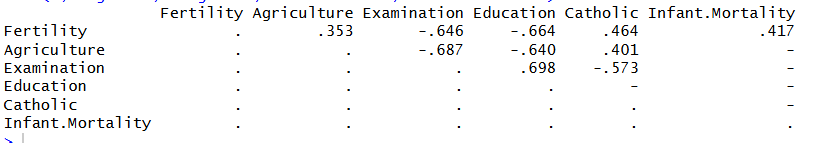 Fertility Agriculture Examination Education Catholic Infant.Mortality
Fertility . .353 -.646 -.664 .464 .417
Agriculture . . -.687 -.640 .401 -
Examination . . . .698 -.573 -
Education . . . . - -
Catholic . . . . . -
Infant.Mortality . . . . . .
>